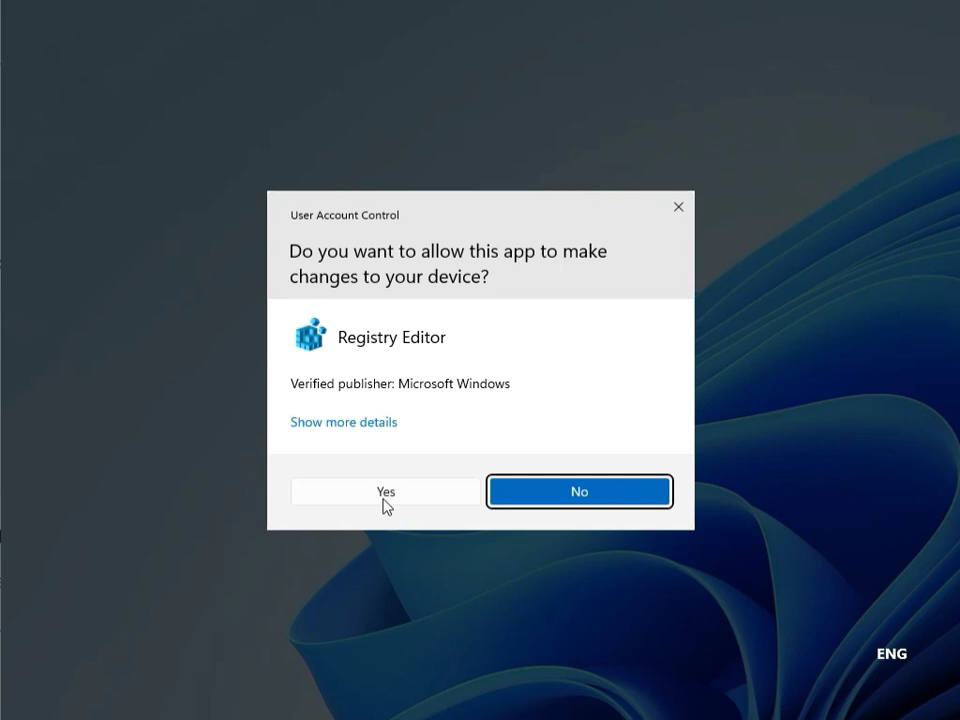 User Account Control
Do you want to allow this app to make
changes to your device?
Registry Editor
Verified publisher: Microsoft Windows
Show more details
Yes
No
ENG